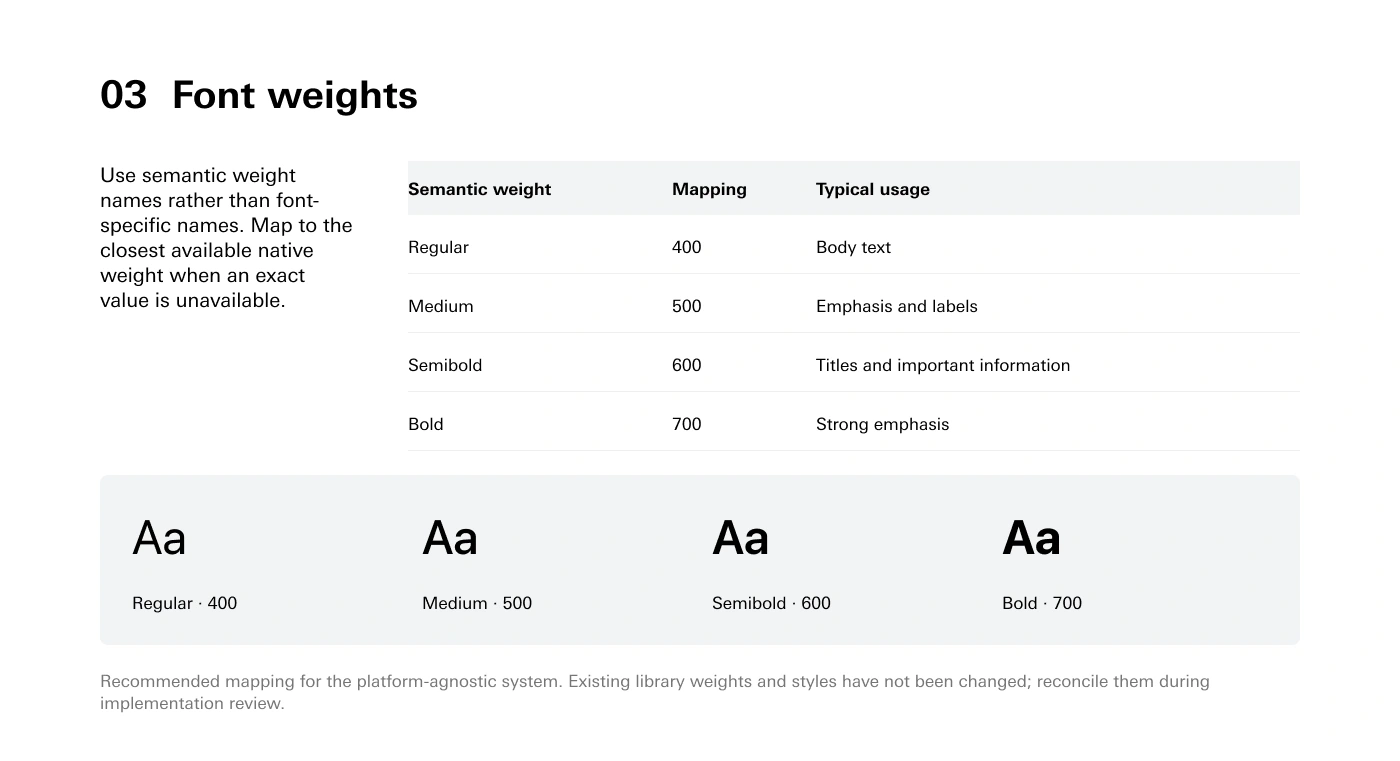 03 Font weights
Use semantic weight
names rather than font-
specific names. Map to the
closest available native
weight when an exact
value is unavailable.
Semantic weight Mapping Typical usage
Regular 400 Body text
Medium 500 Emphasis and labels
Semibold 600 Titles and important information
Bold 700 Strong emphasis
Aa Aa Aa Aa
Regular · 400 Medium · 500 Semibold · 600 Bold · 700
Recommended mapping for the platform-agnostic system. Existing library weights and styles have not been changed; reconcile them during
implementation review.